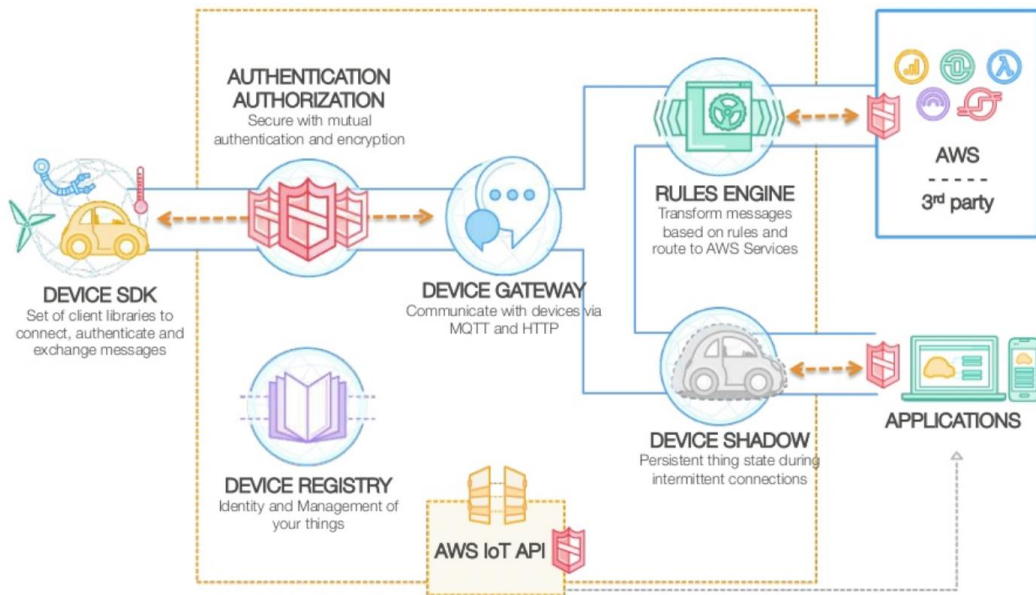 AUTHENTICATION
AUTHORIZATION
Secure with mutual
authentication and encryption
DEVICE SDK
Set of client libraries to
connect, authenticate and
exchange messages
DEVICE GATEWAY
Communicate with devices via
MQTT and HTTP
RULES ENGINE
Transform messages
based on rules and
route to AWS Services
AWS
3rd party
DEVICE REGISTRY
Identity and Management of
your things
DEVICE SHADOW
Persistent thing state during
intermittent connections
APPLICATIONS
AWS IoT API